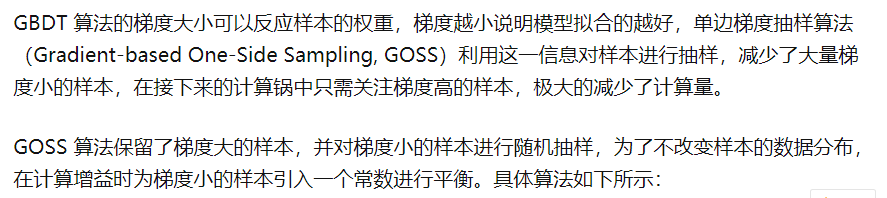 GBDT 算法的梯度大小可以反应样本的权重，梯度越小说明模型拟合的越好，单边梯度抽样算法
（Gradient-based One-Side Sampling, GOSS）利用这一信息对样本进行抽样，减少了大量梯
度小的样本，在接下来的计算锅中只需关注梯度高的样本，极大的减少了计算量。
GOSS 算法保留了梯度大的样本，并对梯度小的样本进行随机抽样，为了不改变样本的数据分布，
在计算增益时为梯度小的样本引入一个常数进行平衡。具体算法如下所示：